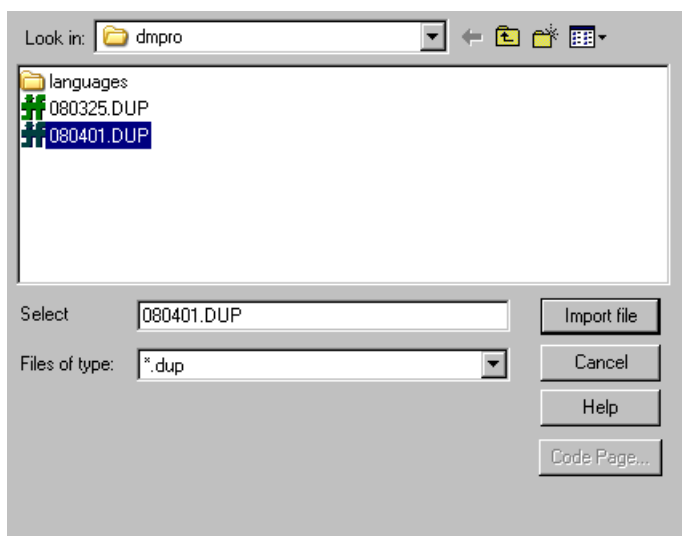 Look in: dmpro
languages
080325.DUP
080401.DUP
Select 080401.DUP Import file
Files of type: *.dup Cancel
Help
Code Page...